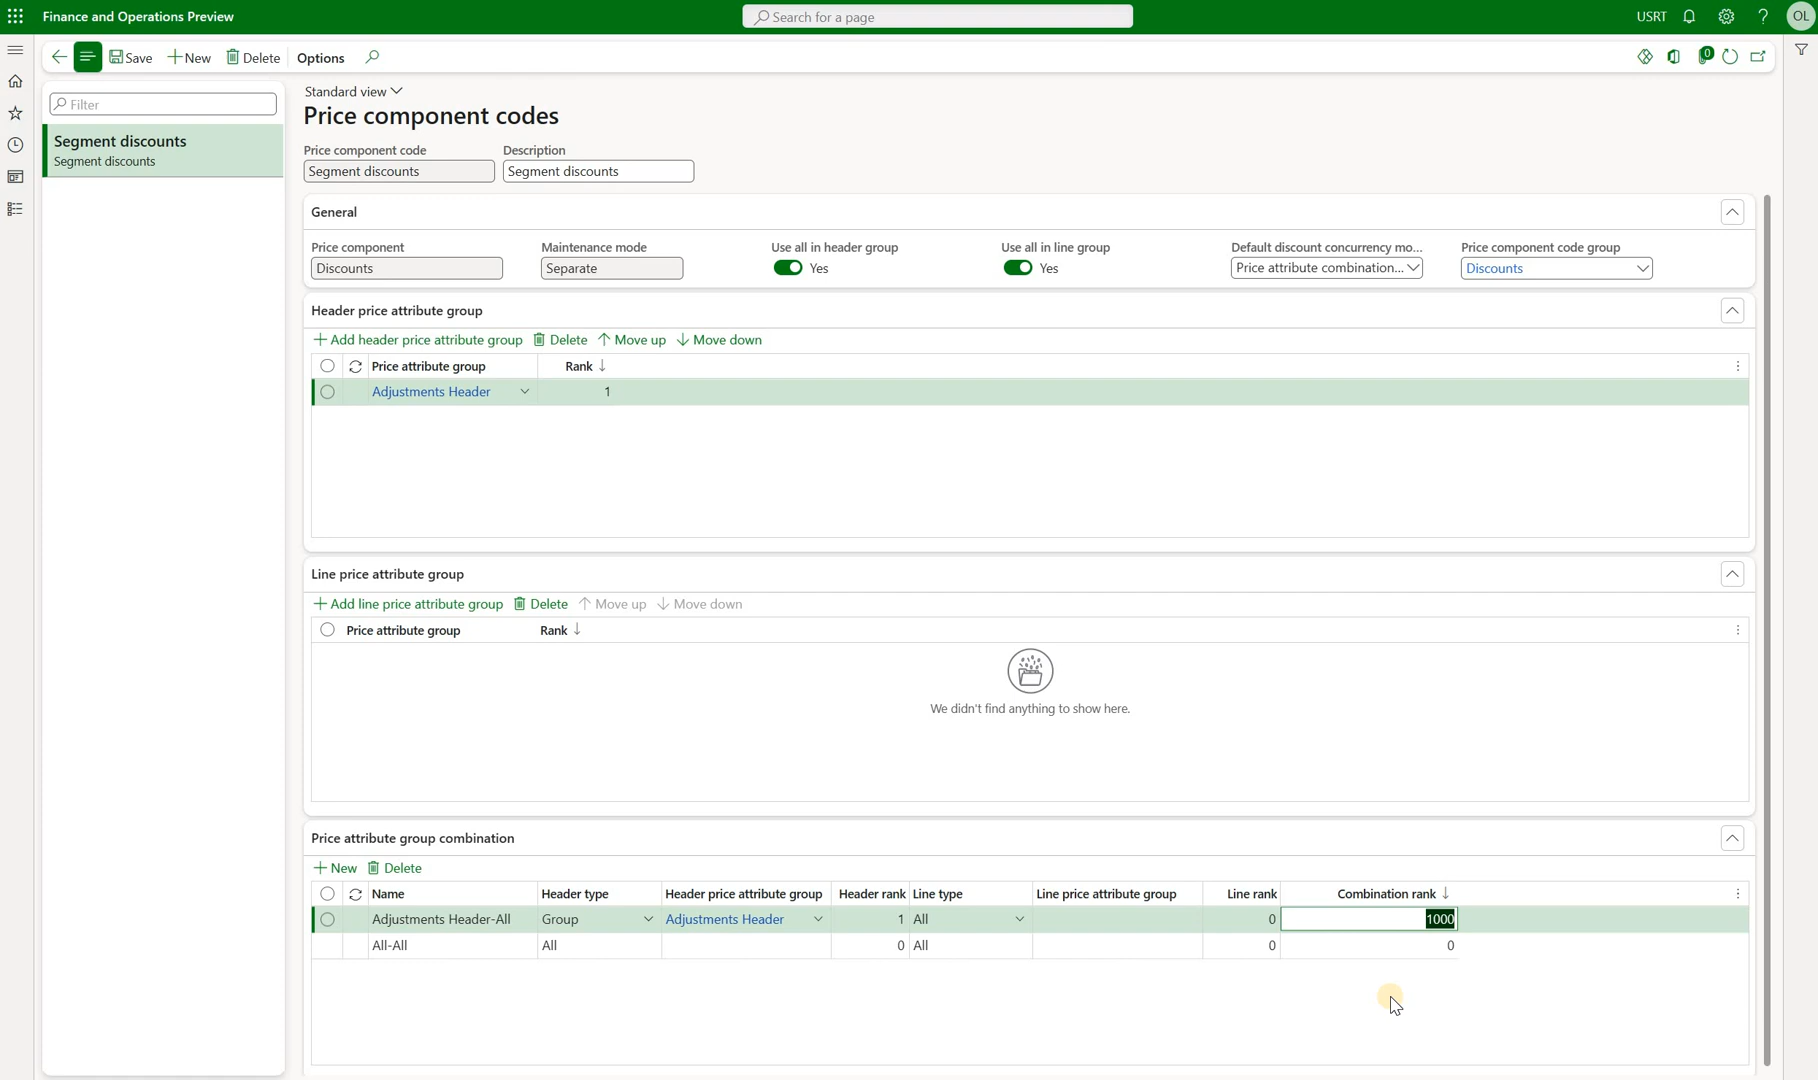 Finance and Operations Preview
Search for a page
USRT
OL
Save
New
Delete
Options
0
Filter
Segment discounts
Segment discounts
Standard view
Price component codes
Price component code
Description
Segment discounts
Segment discounts
General
Price component
Maintenance mode
Use all in header group
Use all in line group
Default discount concurrency mo...
Price component code group
Discounts
Separate
Yes
Yes
Price attribute combination...
Discounts
Header price attribute group
Add header price attribute group
Delete
Move up
Move down
Price attribute group
Rank
Adjustments Header
1
Line price attribute group
Add line price attribute group
Delete
Move up
Move down
Price attribute group
Rank
We didn't find anything to show here.
Price attribute group combination
New
Delete
Name
Header type
Header price attribute group
Header rank
Line type
Line price attribute group
Line rank
Combination rank
Adjustments Header-All
Group
Adjustments Header
1
All
0
1000
All-All
All
0
All
0
0